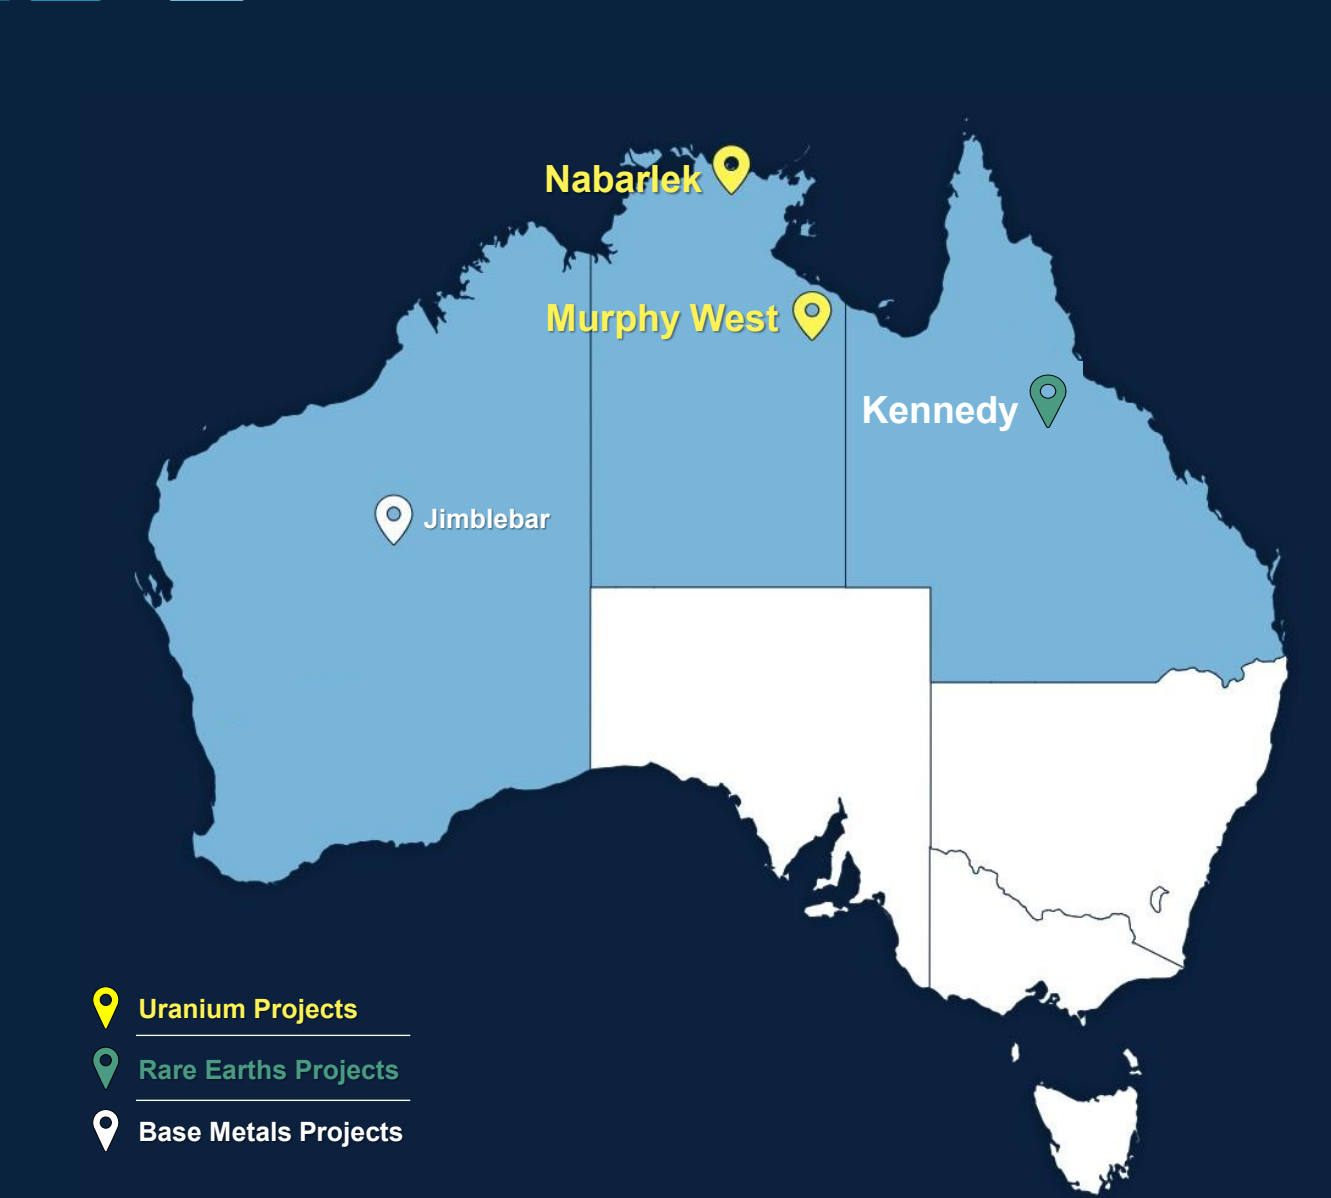 Nabarlek
Murphy West
Kennedy
Jimblebar
Uranium Projects
Rare Earths Projects
Base Metals Projects